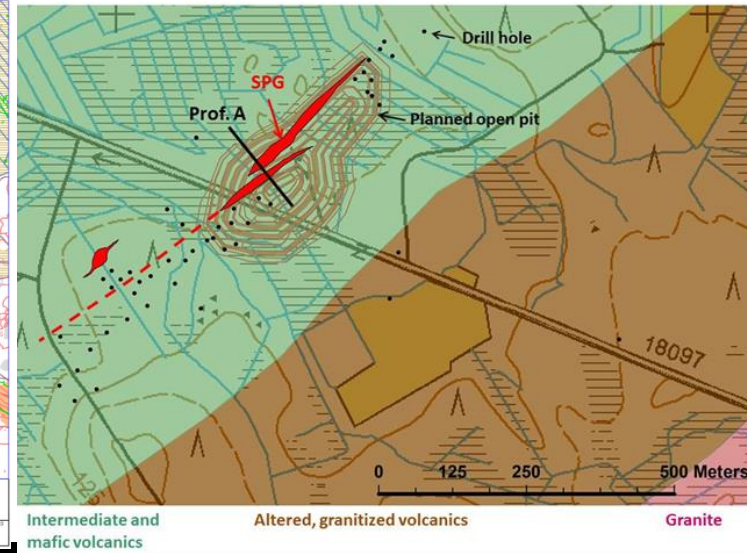 Drill hole
SPG
Prof. A
Planned open pit
18097
125
0 125 250 500 Meters
Intermediate and
mafic volcanics
Altered, granitized volcanics
Granite